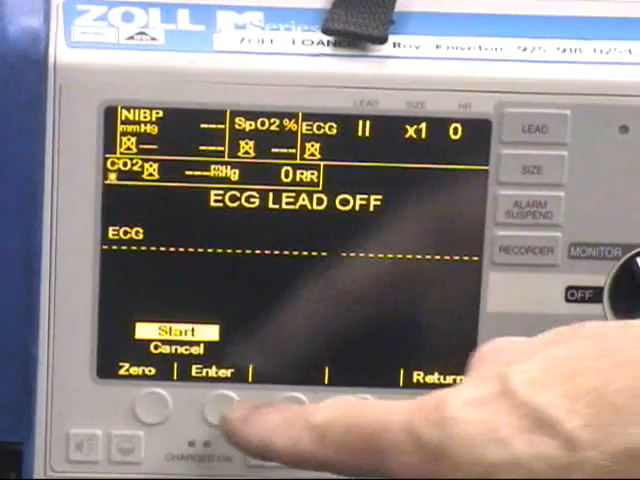 ZOLL M Series
ZOLL LOANER
LEAD SIZE HR
NIBP
mmHg --- ---
SpO2 % ---
ECG II x1 0
CO2 ---mmHg 0 RR
ECG LEAD OFF
ECG
Start
Cancel
Zero Enter Return
LEAD
SIZE
ALARM
SUSPEND
RECORDER
MONITOR
OFF
CHARGER ON